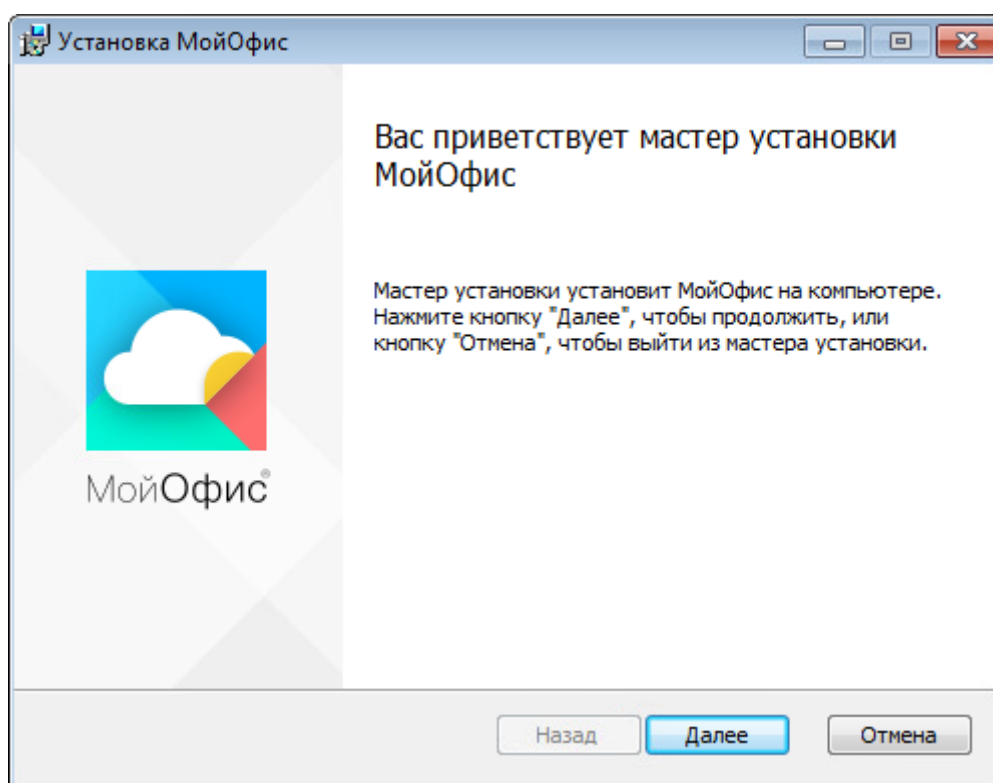 Установка МойОфис
Вас приветствует мастер установки
МойОфис
Мастер установки установит МойОфис на компьютере.
Нажмите кнопку "Далее", чтобы продолжить, или
кнопку "Отмена", чтобы выйти из мастера установки.
МойОфис®
Назад
Далее
Отмена